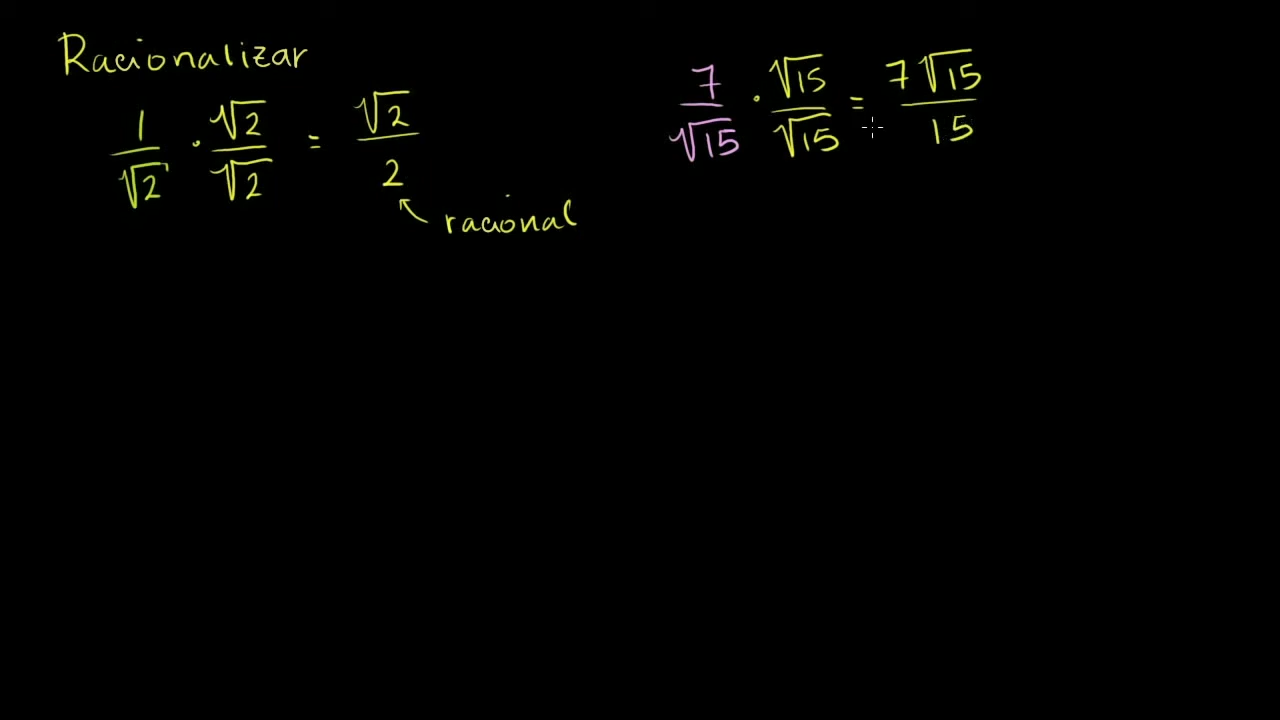 Racionalizar
1/√2 · √2/√2 = √2/2
racional
7/√15 · √15/√15 = 7√15/15